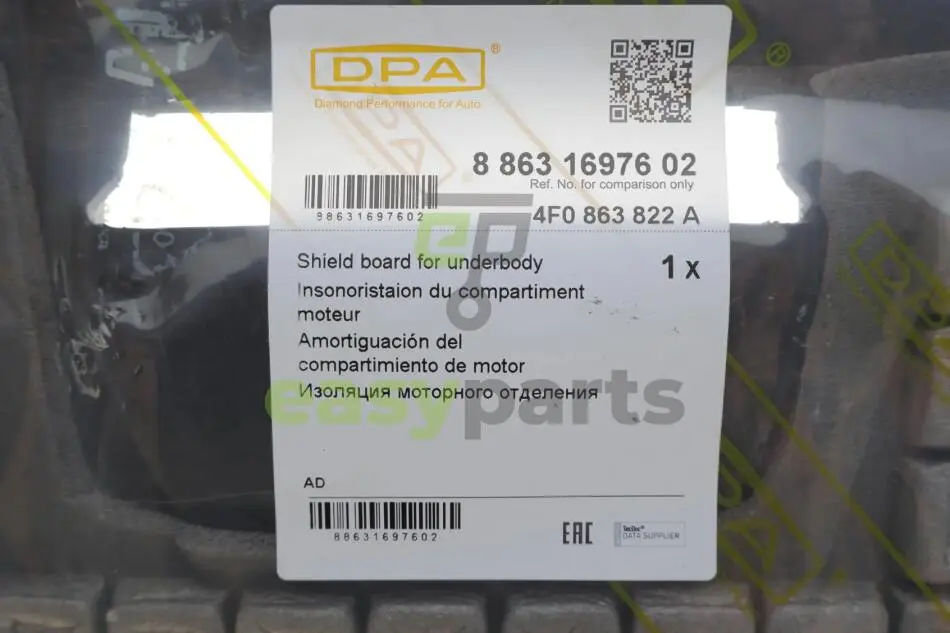 DPA®
Diamond Performance for Auto
8 863 16976 02
Ref. No. for comparison only
88631697602
4F0 863 822 A
Shield board for underbody
1 x
Insonoristaion du compartiment
moteur
Amortiguación del
compartimiento de motor
Изоляция моторного отделения
easyparts
AD
88631697602
EAC
TecDoc®
DATA SUPPLIER